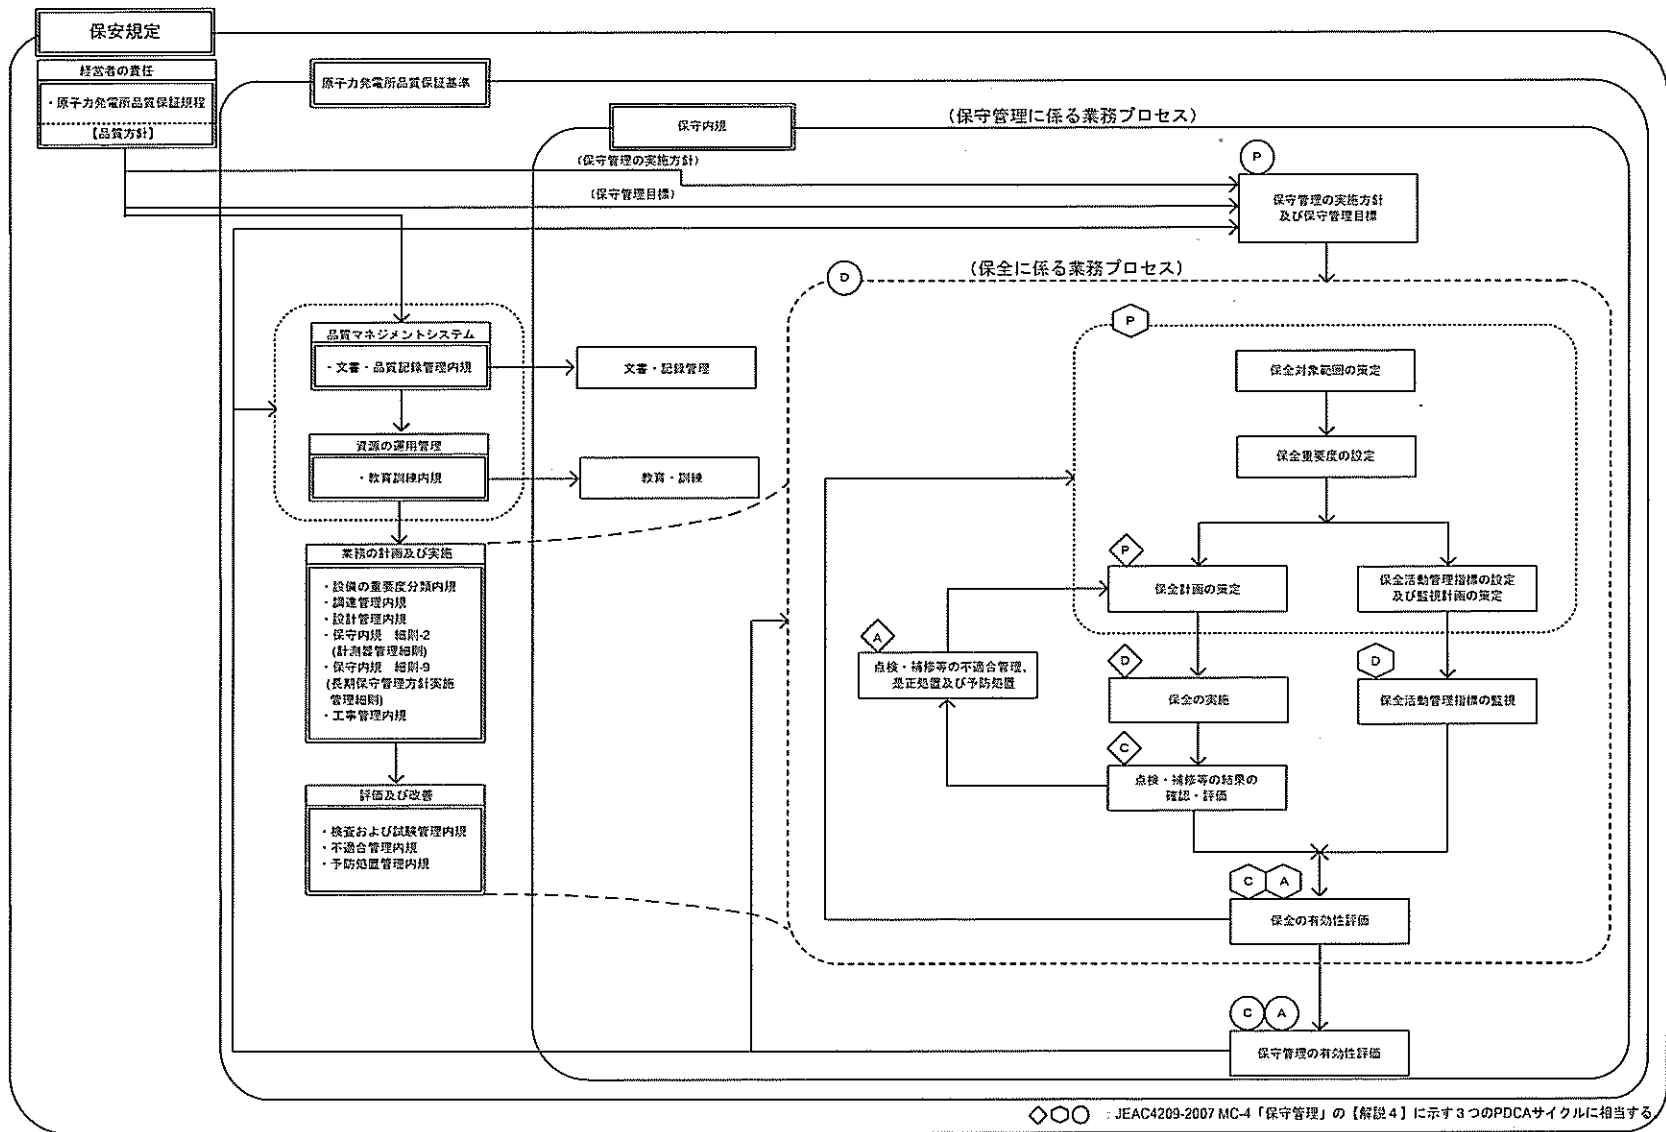 保安規定
経営者の責任
・原子力発電所品質保証規程
【品質方針】
原子力発電所品質保証基準
保守内規
(保守管理に係る業務プロセス)
(保守管理の実施方針)
(保守管理目標)
P
保守管理の実施方針
及び保守管理目標
D
(保全に係る業務プロセス)
P
保全対象範囲の策定
保全重要度の設定
品質マネジメントシステム
・文書・品質記録管理内規
文書・記録管理
資源の運用管理
・教育訓練内規
教育・訓練
業務の計画及び実施
・設備の重要度分類内規
・調達管理内規
・設計管理内規
・保守内規 細則-2
(計測器管理細則)
・保守内規 細則-9
(長期保守管理方針実施
管理細則)
・工事管理内規
評価及び改善
・検査および試験管理内規
・不適合管理内規
・予防処置管理内規
P
保全計画の策定
保全活動管理指標の設定
及び監視計画の策定
A
点検・補修等の不適合管理、
是正処置及び予防処置
D
保全の実施
D
保全活動管理指標の監視
C
点検・補修等の結果の
確認・評価
C A
保全の有効性評価
C A
保守管理の有効性評価
◇⬡○ :JEAC4209-2007 MC-4「保守管理」の【解説4】に示す3つのPDCAサイクルに相当する。